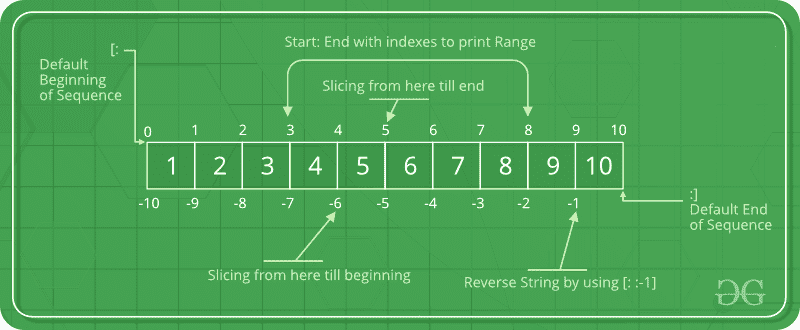 Start: End with indexes to print Range
[:
Default
Beginning
of Sequence
Slicing from here till end
0 1 2 3 4 5 6 7 8 9 10
1 2 3 4 5 6 7 8 9 10
-10 -9 -8 -7 -6 -5 -4 -3 -2 -1
:]
Default End
of Sequence
Slicing from here till beginning
Reverse String by using [: :-1]